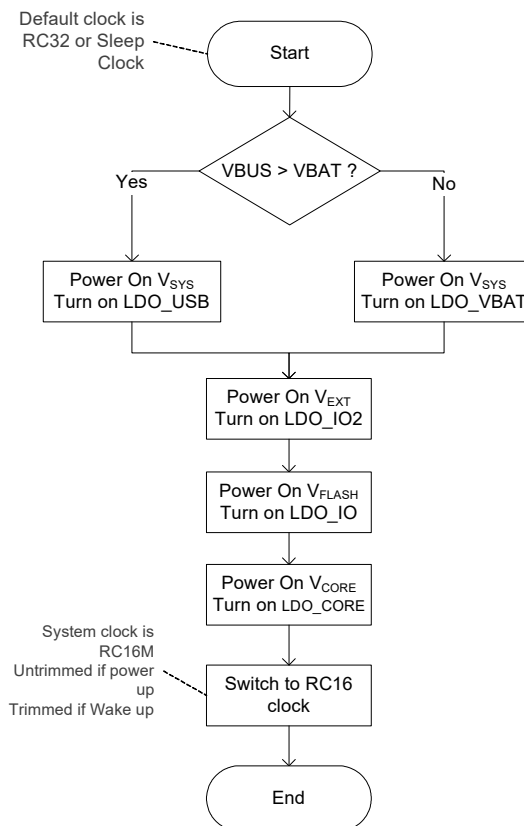 Default clock is
RC32 or Sleep
Clock
Start
VBUS > VBAT ?
Yes
No
Power On VSYS
Turn on LDO_USB
Power On VSYS
Turn on LDO_VBAT
Power On VEXT
Turn on LDO_IO2
Power On VFLASH
Turn on LDO_IO
Power On VCORE
Turn on LDO_CORE
System clock is
RC16M
Untrimmed if power
up
Trimmed if Wake up
Switch to RC16
clock
End